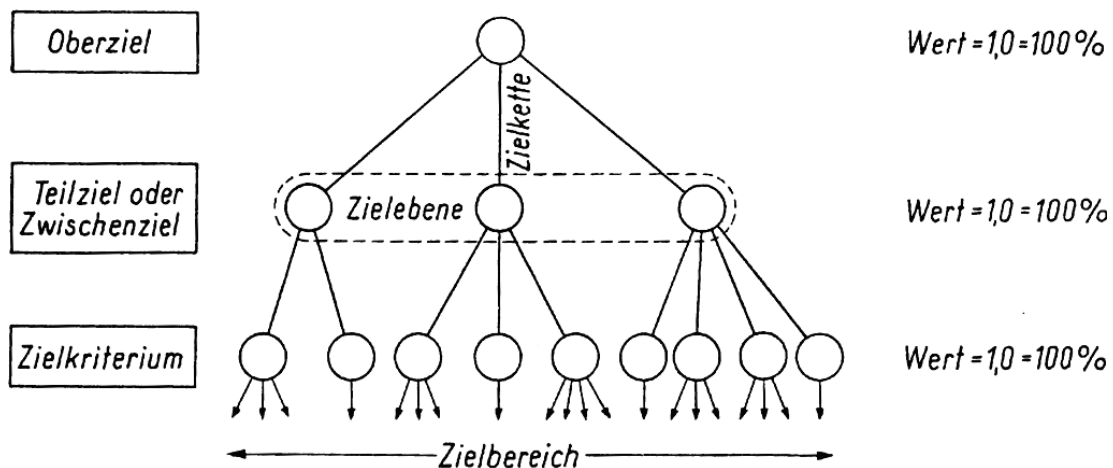 Oberziel
Wert = 1,0 = 100%
Zielkette
Teilziel oder
Zwischenziel
Zielebene
Wert = 1,0 = 100%
Zielkriterium
Wert = 1,0 = 100%
Zielbereich